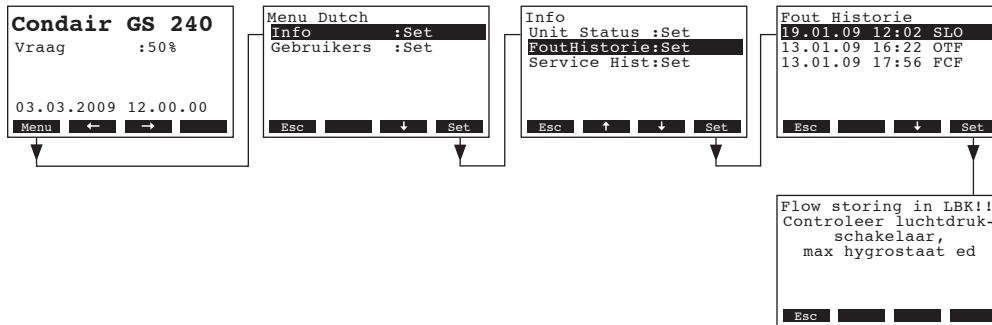 Condair GS 240
Vraag :50%
03.03.2009 12.00.00
Menu ← →
Menu Dutch
Info :Set
Gebruikers :Set
Esc ↓ Set
Info
Unit Status :Set
FoutHistorie:Set
Service Hist:Set
Esc ↑ ↓ Set
Fout Historie
19.01.09 12:02 SLO
13.01.09 16:22 OTF
13.01.09 17:56 FCF
Esc ↓ Set
Flow storing in LBK!!
Controleer luchtdruk-
schakelaar,
max hygrostaat ed
Esc